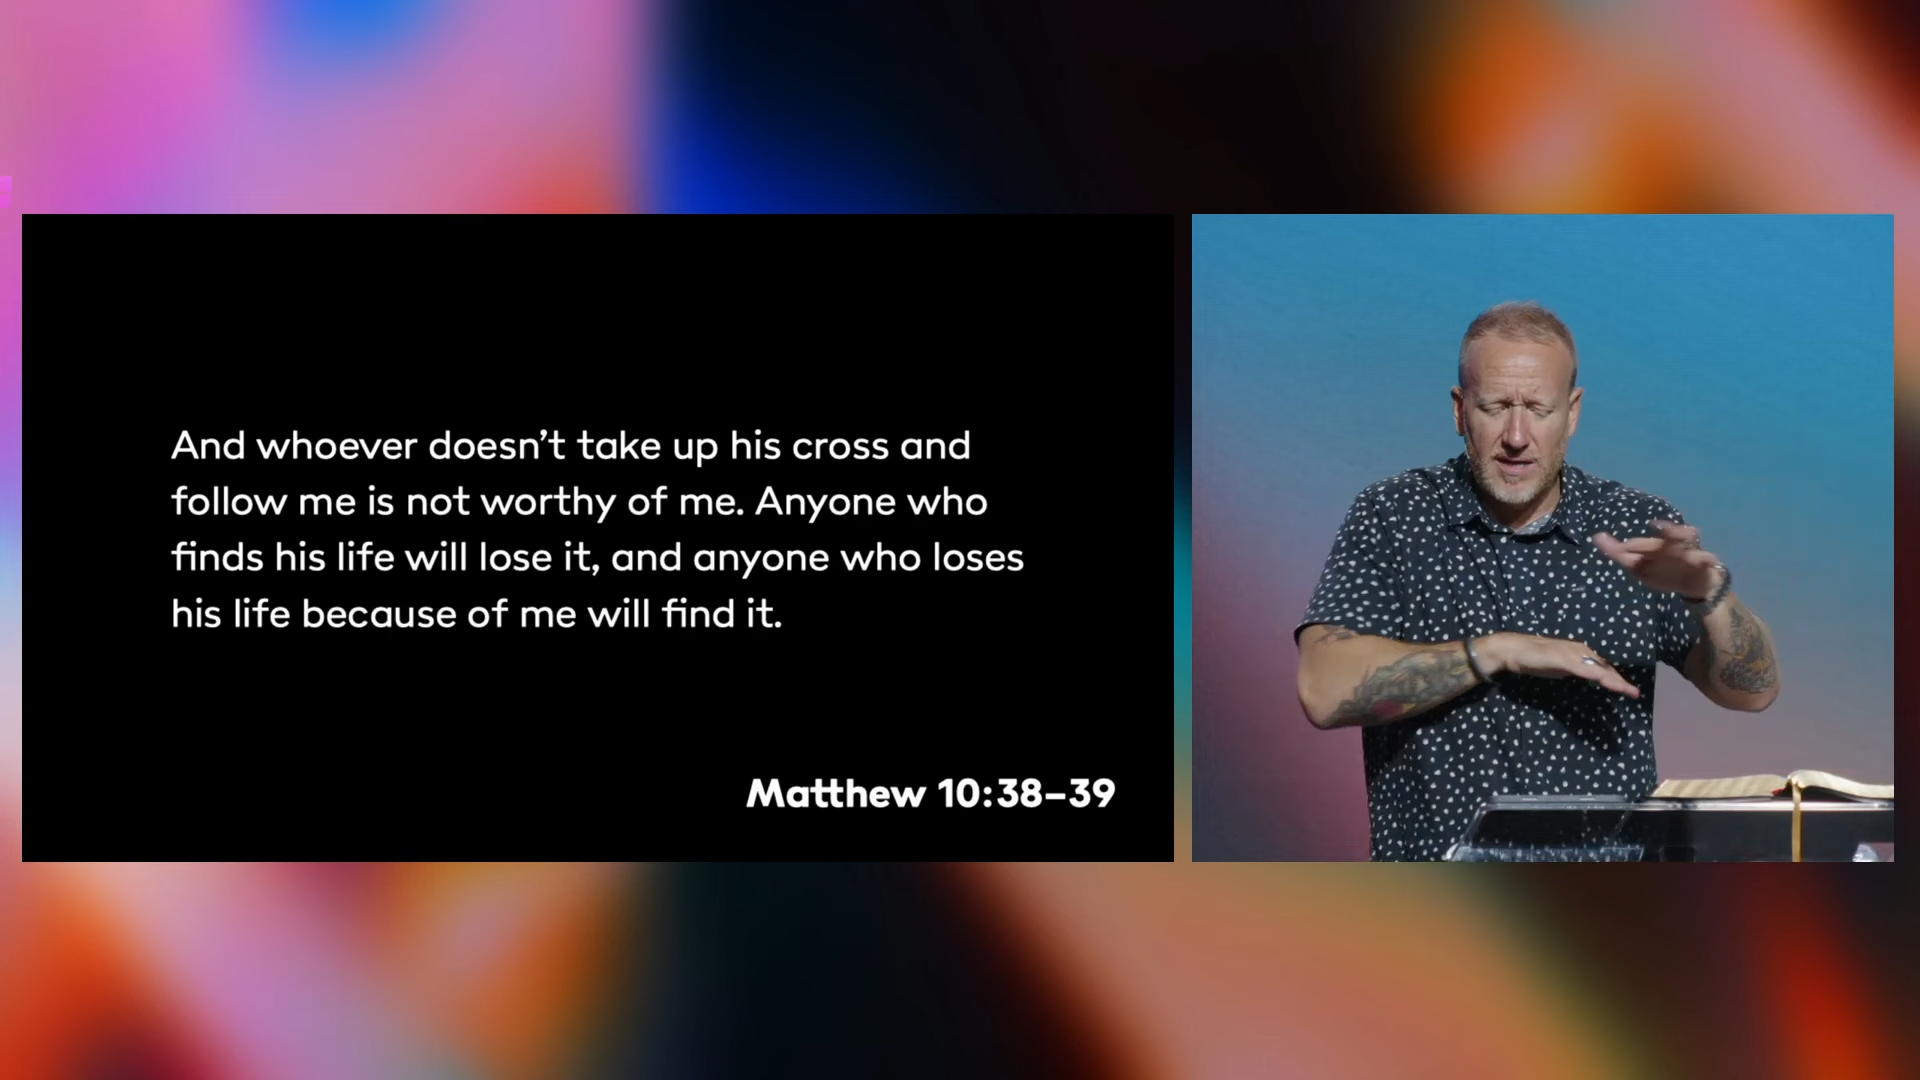 And whoever doesn’t take up his cross and
follow me is not worthy of me. Anyone who
finds his life will lose it, and anyone who loses
his life because of me will find it.
Matthew 10:38–39